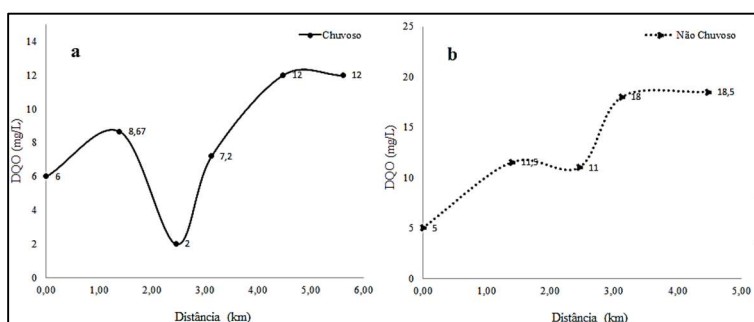 a
Chuvoso
DQO (mg/L)
14
12
10
8
6
4
2
0
6
8,67
2
7,2
12
12
0,00 1,00 2,00 3,00 4,00 5,00 6,00
Distância (km)
b
Não Chuvoso
DQO (mg/L)
25
20
15
10
5
0
5
11,5
11
18
18,5
0,00 1,00 2,00 3,00 4,00 5,00
Distância (km)